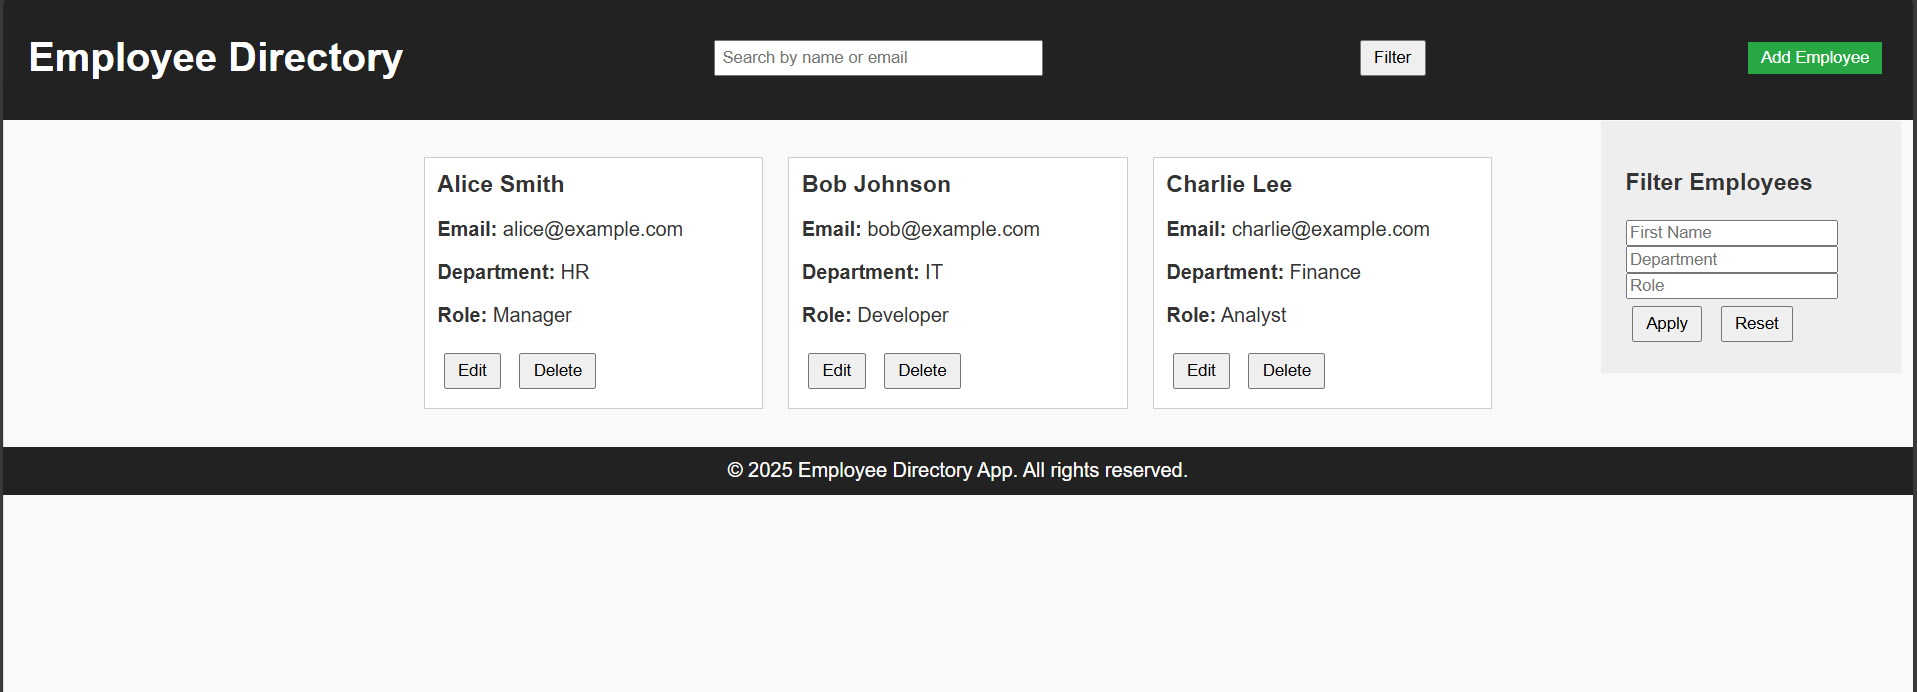 Employee Directory
Search by name or email
Filter
Add Employee
Alice Smith
Email: alice@example.com
Department: HR
Role: Manager
Edit
Delete
Bob Johnson
Email: bob@example.com
Department: IT
Role: Developer
Edit
Delete
Charlie Lee
Email: charlie@example.com
Department: Finance
Role: Analyst
Edit
Delete
Filter Employees
First Name
Department
Role
Apply
Reset
© 2025 Employee Directory App. All rights reserved.